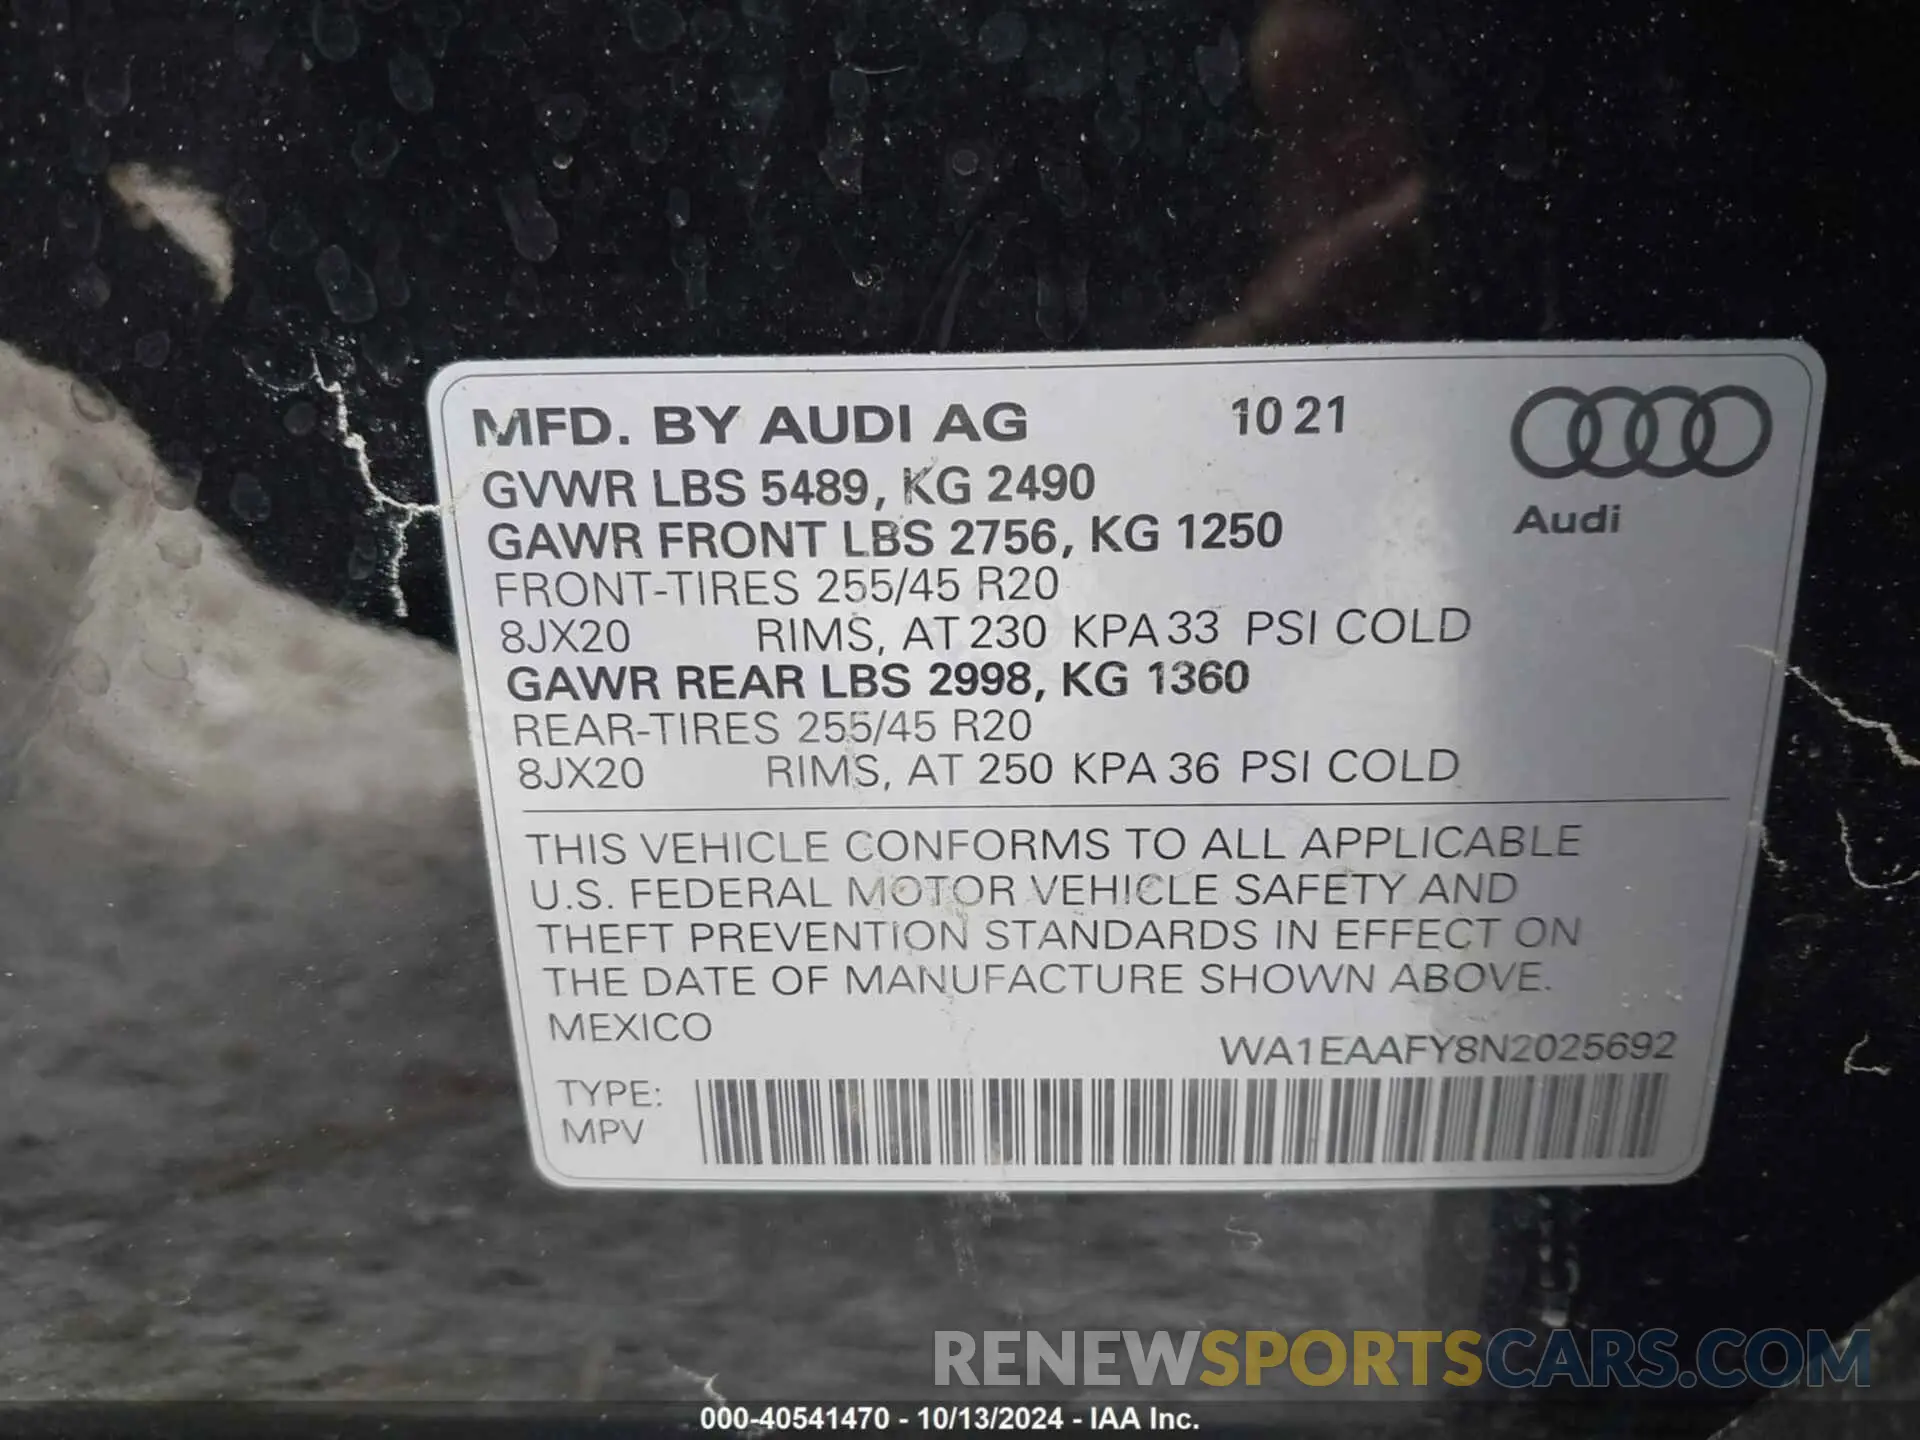 MFD. BY AUDI AG 10 21
GVWR LBS 5489, KG 2490
GAWR FRONT LBS 2756, KG 1250
Audi
FRONT-TIRES 255/45 R20
8JX20 RIMS, AT 230 KPA 33 PSI COLD
GAWR REAR LBS 2998, KG 1360
REAR-TIRES 255/45 R20
8JX20 RIMS, AT 250 KPA 36 PSI COLD
THIS VEHICLE CONFORMS TO ALL APPLICABLE
U.S. FEDERAL MOTOR VEHICLE SAFETY AND
THEFT PREVENTION STANDARDS IN EFFECT ON
THE DATE OF MANUFACTURE SHOWN ABOVE.
MEXICO
WA1EAAFY8N2025692
TYPE:
MPV
RENEWSPORTSCARS.COM
000-40541470 - 10/13/2024 - IAA Inc.